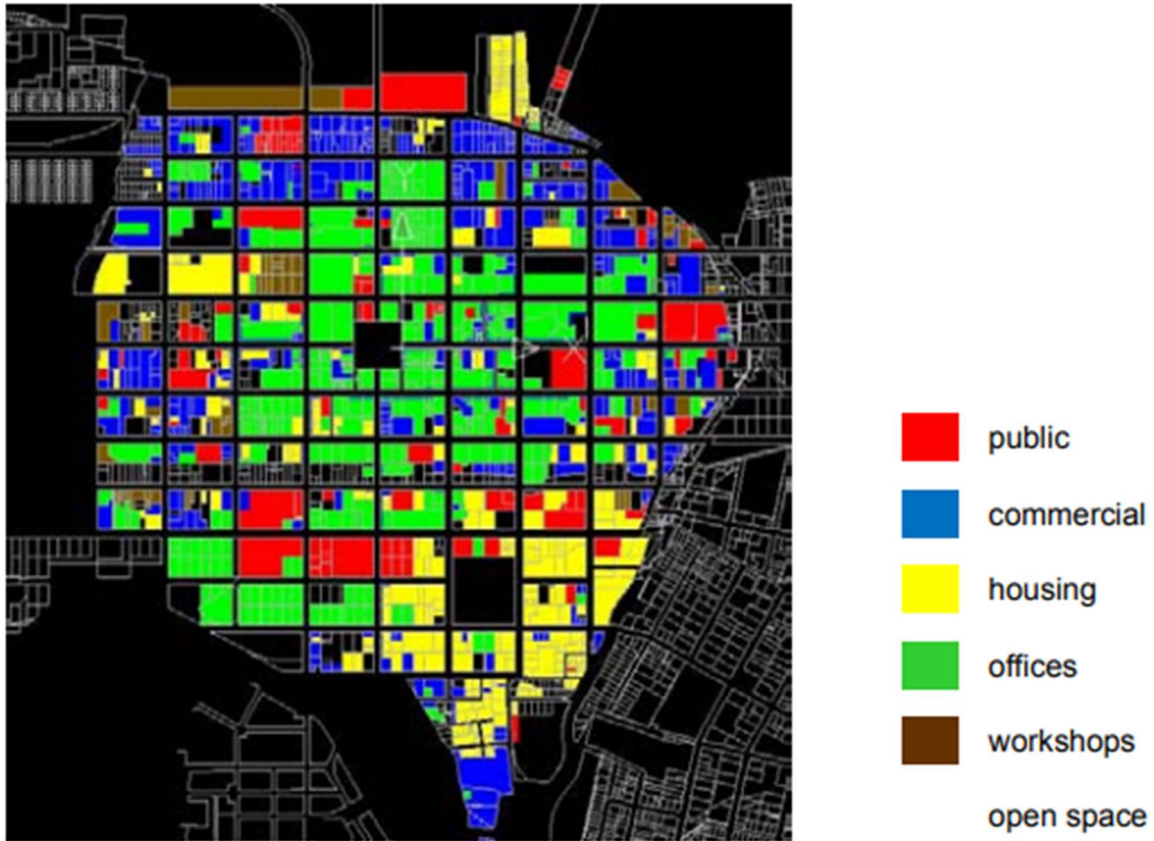 public
commercial
housing
offices
workshops
open space